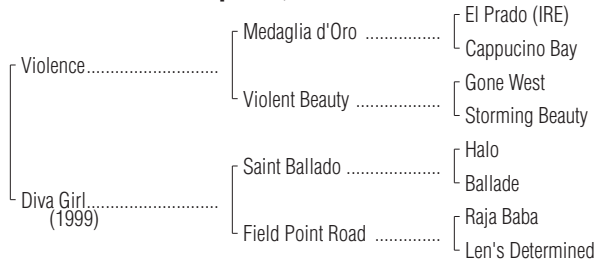 El Prado (IRE)
Medaglia d'Oro ..................
Cappucino Bay
Violence................................
Gone West
Violent Beauty ....................
Storming Beauty
Halo
Saint Ballado ......................
Ballade
Diva Girl................................
(1999)
Raja Baba
Field Point Road ...............
Len's Determined